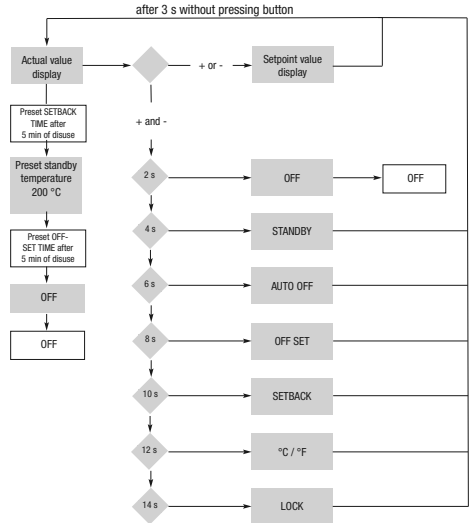 after 3 s without pressing button
Actual value
display
+ or -
Setpoint value
display
Preset SETBACK
TIME after
5 min of disuse
+ and -
Preset standby
temperature
200 °C
2 s
OFF
OFF
Preset OFF-
SET TIME after
5 min of disuse
4 s
STANDBY
6 s
AUTO OFF
OFF
OFF
8 s
OFF SET
10 s
SETBACK
12 s
°C / °F
14 s
LOCK